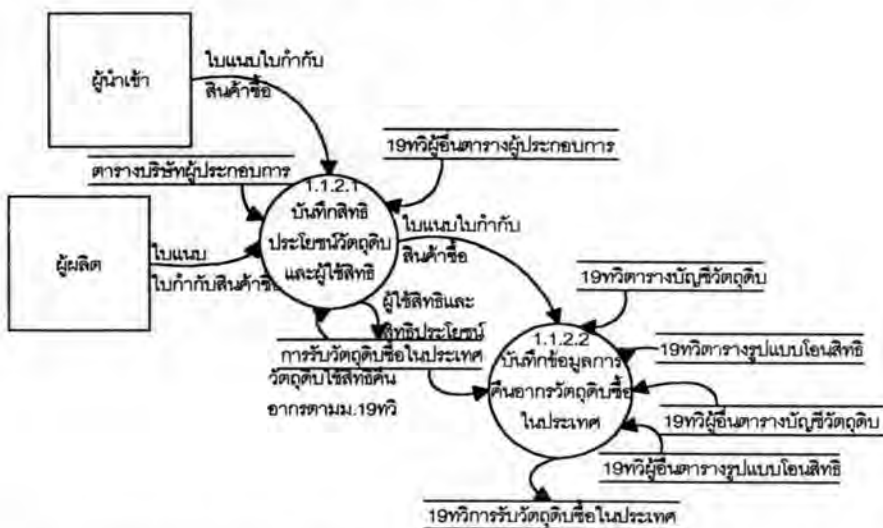 ผู้นำเข้า
ใบแนบใบกำกับ
สินค้าซื้อ
19ทวิผู้อื่นตารางผู้ประกอบการ
ตารางบริษัทผู้ประกอบการ
1.1.2.1
บันทึกสิทธิ
ประโยชน์วัตถุดิบ
และผู้ใช้สิทธิ
ผู้ผลิต
ใบแนบ
ใบกำกับสินค้าซื้อ
ใบแนบใบกำกับ
สินค้าซื้อ
ผู้ใช้สิทธิและ
สิทธิประโยชน์
การรับวัตถุดิบซื้อในประเทศ
วัตถุดิบใช้สิทธิคืน
อากรตามม.19ทวิ
19ทวิตารางบัญชีวัตถุดิบ
1.1.2.2
บันทึกข้อมูลการ
คืนอากรวัตถุดิบซื้อ
ในประเทศ
19ทวิตารางรูปแบบโอนสิทธิ
19ทวิผู้อื่นตารางบัญชีวัตถุดิบ
19ทวิผู้อื่นตารางรูปแบบโอนสิทธิ
19ทวิการรับวัตถุดิบซื้อในประเทศ